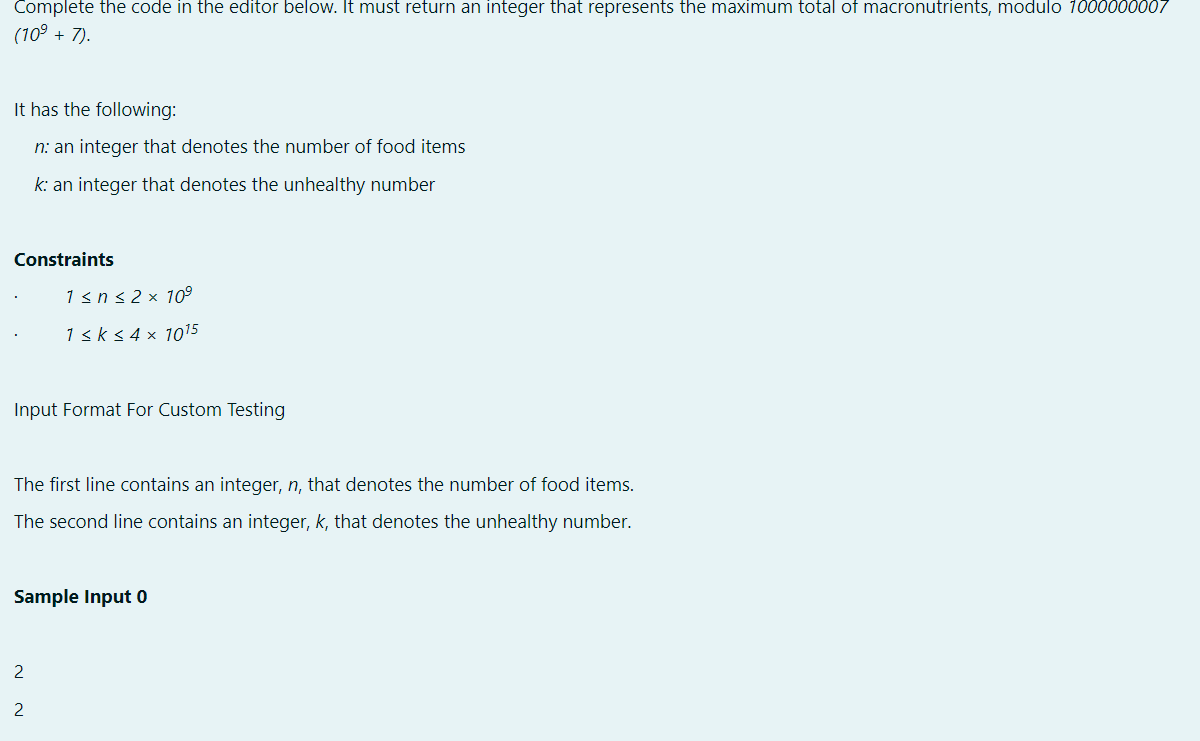 Complete the code in the editor below. It must return an integer that represents the maximum total of macronutrients, modulo 1000000007
(10⁹ + 7).
It has the following:
n: an integer that denotes the number of food items
k: an integer that denotes the unhealthy number
Constraints
· 1 ≤ n ≤ 2 × 10⁹
· 1 ≤ k ≤ 4 × 10¹⁵
Input Format For Custom Testing
The first line contains an integer, n, that denotes the number of food items.
The second line contains an integer, k, that denotes the unhealthy number.
Sample Input 0
2
2